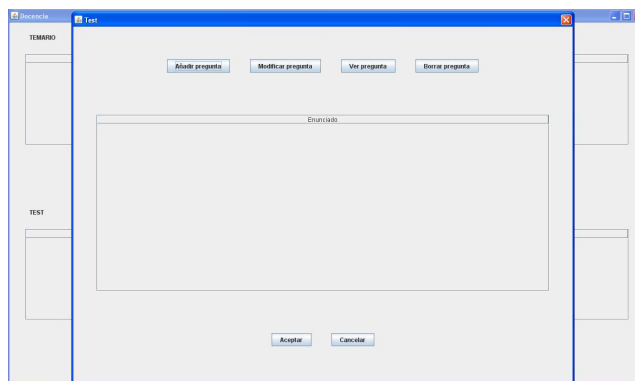 Docencia
Test
TEMARIO
Añadir pregunta Modificar pregunta Ver pregunta Borrar pregunta
Enunciado
TEST
Aceptar Cancelar